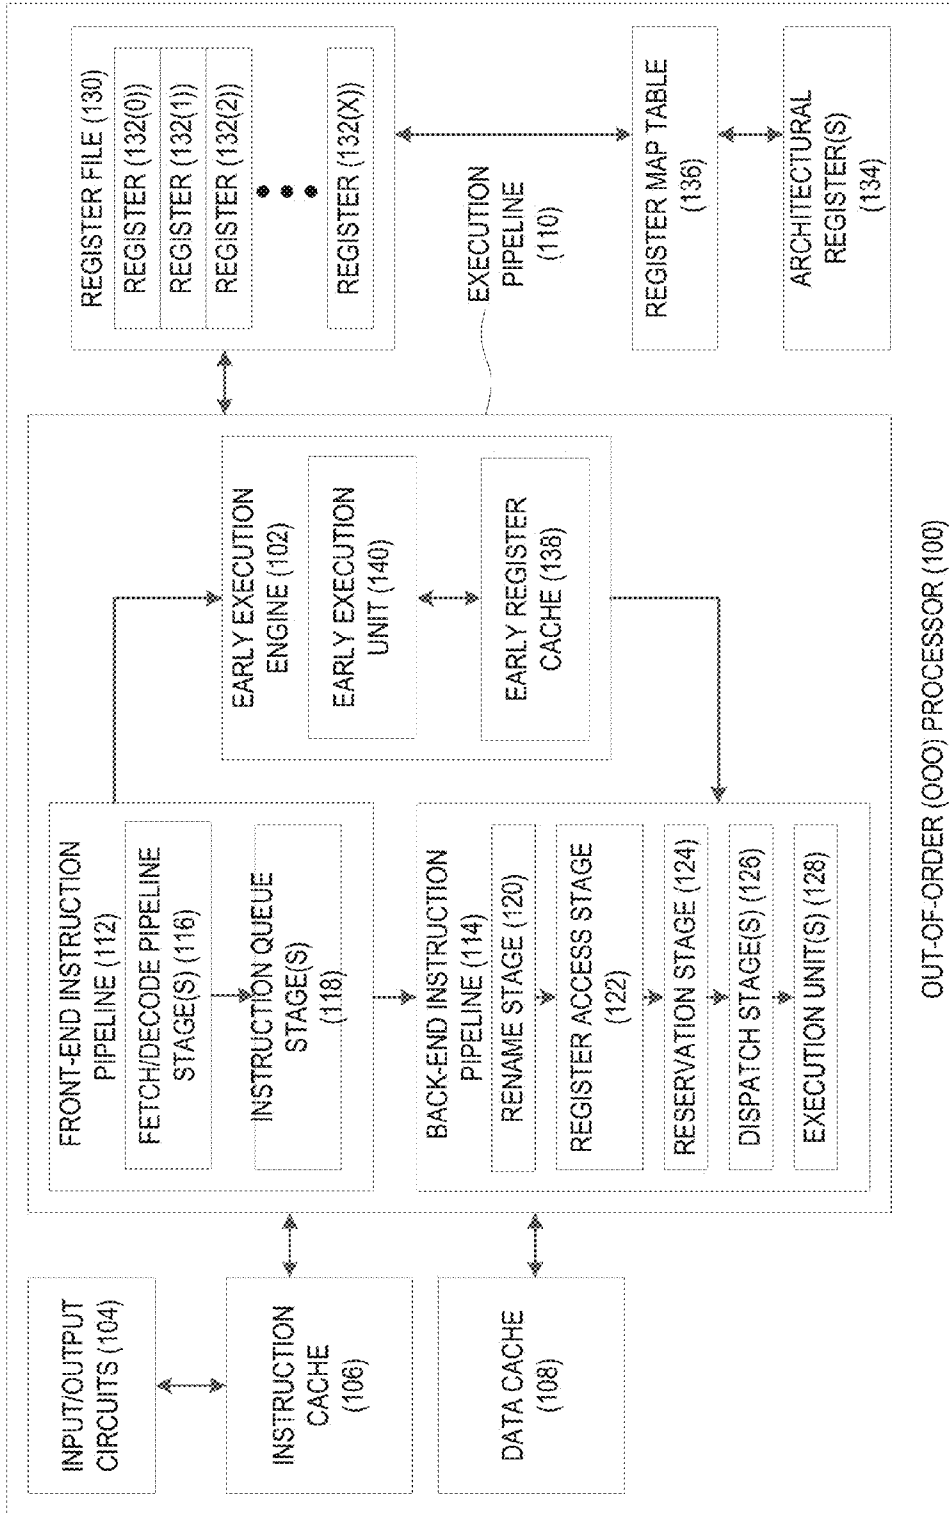 INPUT/OUTPUT
CIRCUITS (104)
INSTRUCTION
CACHE
(106)
DATA CACHE
(108)
FRONT-END INSTRUCTION
PIPELINE (112)
FETCH/DECODE PIPELINE
STAGE(S) (116)
INSTRUCTION QUEUE
STAGE(S)
(118)
BACK-END INSTRUCTION
PIPELINE (114)
RENAME STAGE (120)
REGISTER ACCESS STAGE
(122)
RESERVATION STAGE (124)
DISPATCH STAGE(S) (126)
EXECUTION UNIT(S) (128)
EARLY EXECUTION
ENGINE (102)
EARLY EXECUTION
UNIT (140)
EARLY REGISTER
CACHE (138)
EXECUTION
PIPELINE
(110)
REGISTER FILE (130)
REGISTER (132(0))
REGISTER (132(1))
REGISTER (132(2))
REGISTER (132(X))
REGISTER MAP TABLE
(136)
ARCHITECTURAL
REGISTER(S)
(134)
OUT-OF-ORDER (OOO) PROCESSOR (100)